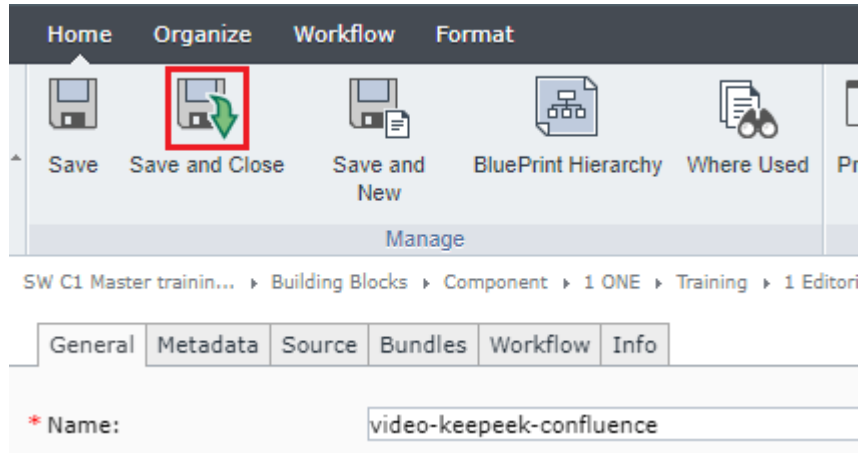 Home Organize Workflow Format
Save Save and Close Save and New BluePrint Hierarchy Where Used
Manage
SW C1 Master trainin... Building Blocks Component 1 ONE Training 1
General Metadata Source Bundles Workflow Info
* Name: video-keepeek-confluence